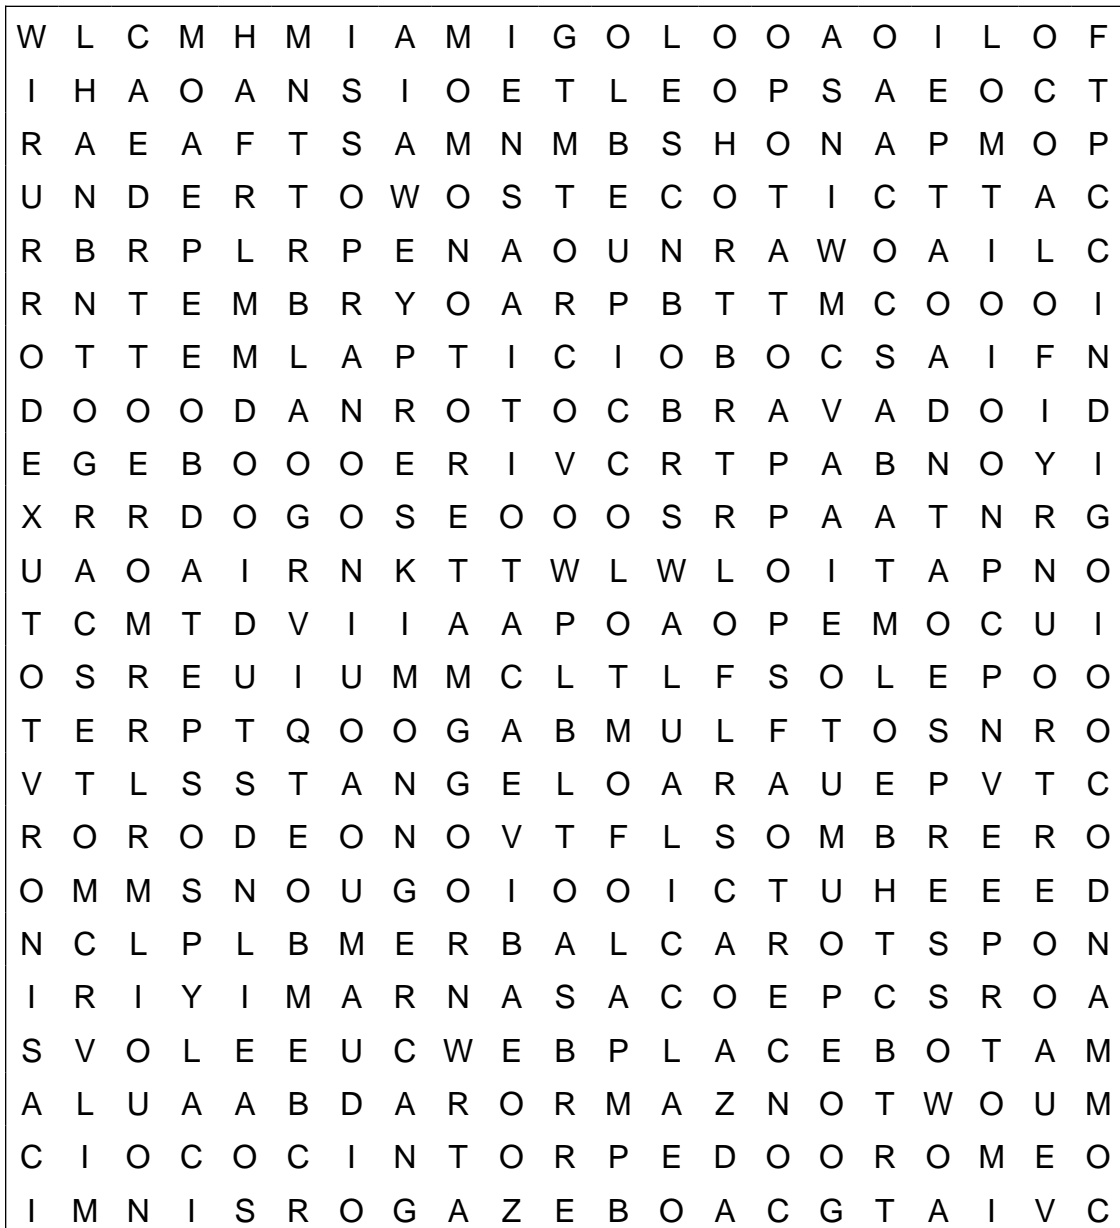 W L C M H M I A M I G O L O O A O I L O F
I H A O A N S I O E T L E O P S A E O C T
R A E A F T S A M N M B S H O N A P M O P
U N D E R T O W O S T E C O T I C T T A C
R B R P L R P E N A O U N R A W O A I L C
R N T E M B R Y O A R P B T T M C O O O I
O T T E M L A P T I C I O B O C S A I F N
D O O O D A N R O T O C B R A V A D O I D
E G E B O O O E R I V C R T P A B N O Y I
X R R D O G O S E O O O S R P A A T N R G
U A O A I R N K T T W L W L O I T A P N O
T C M T D V I I A A P O A O P E M O C U I
O S R E U I U M M C L T L F S O L E P O O
T E R P T Q O O G A B M U L F T O S N R O
V T L S S T A N G E L O A R A U E P V T C
R O R O D E O N O V T F L S O M B R E R O
O M M S N O U G O I O O I C T U H E E E D
N C L P L B M E R B A L C A R O T S P O N
I R I Y I M A R N A S A C O E P C S R O A
S V O L E E U C W E B P L A C E B O T A M
A L U A A B D A R O R M A Z N O T W O U M
C I O C O C I N T O R P E D O O R O M E O
I M N I S R O G A Z E B O A C G T A I V C